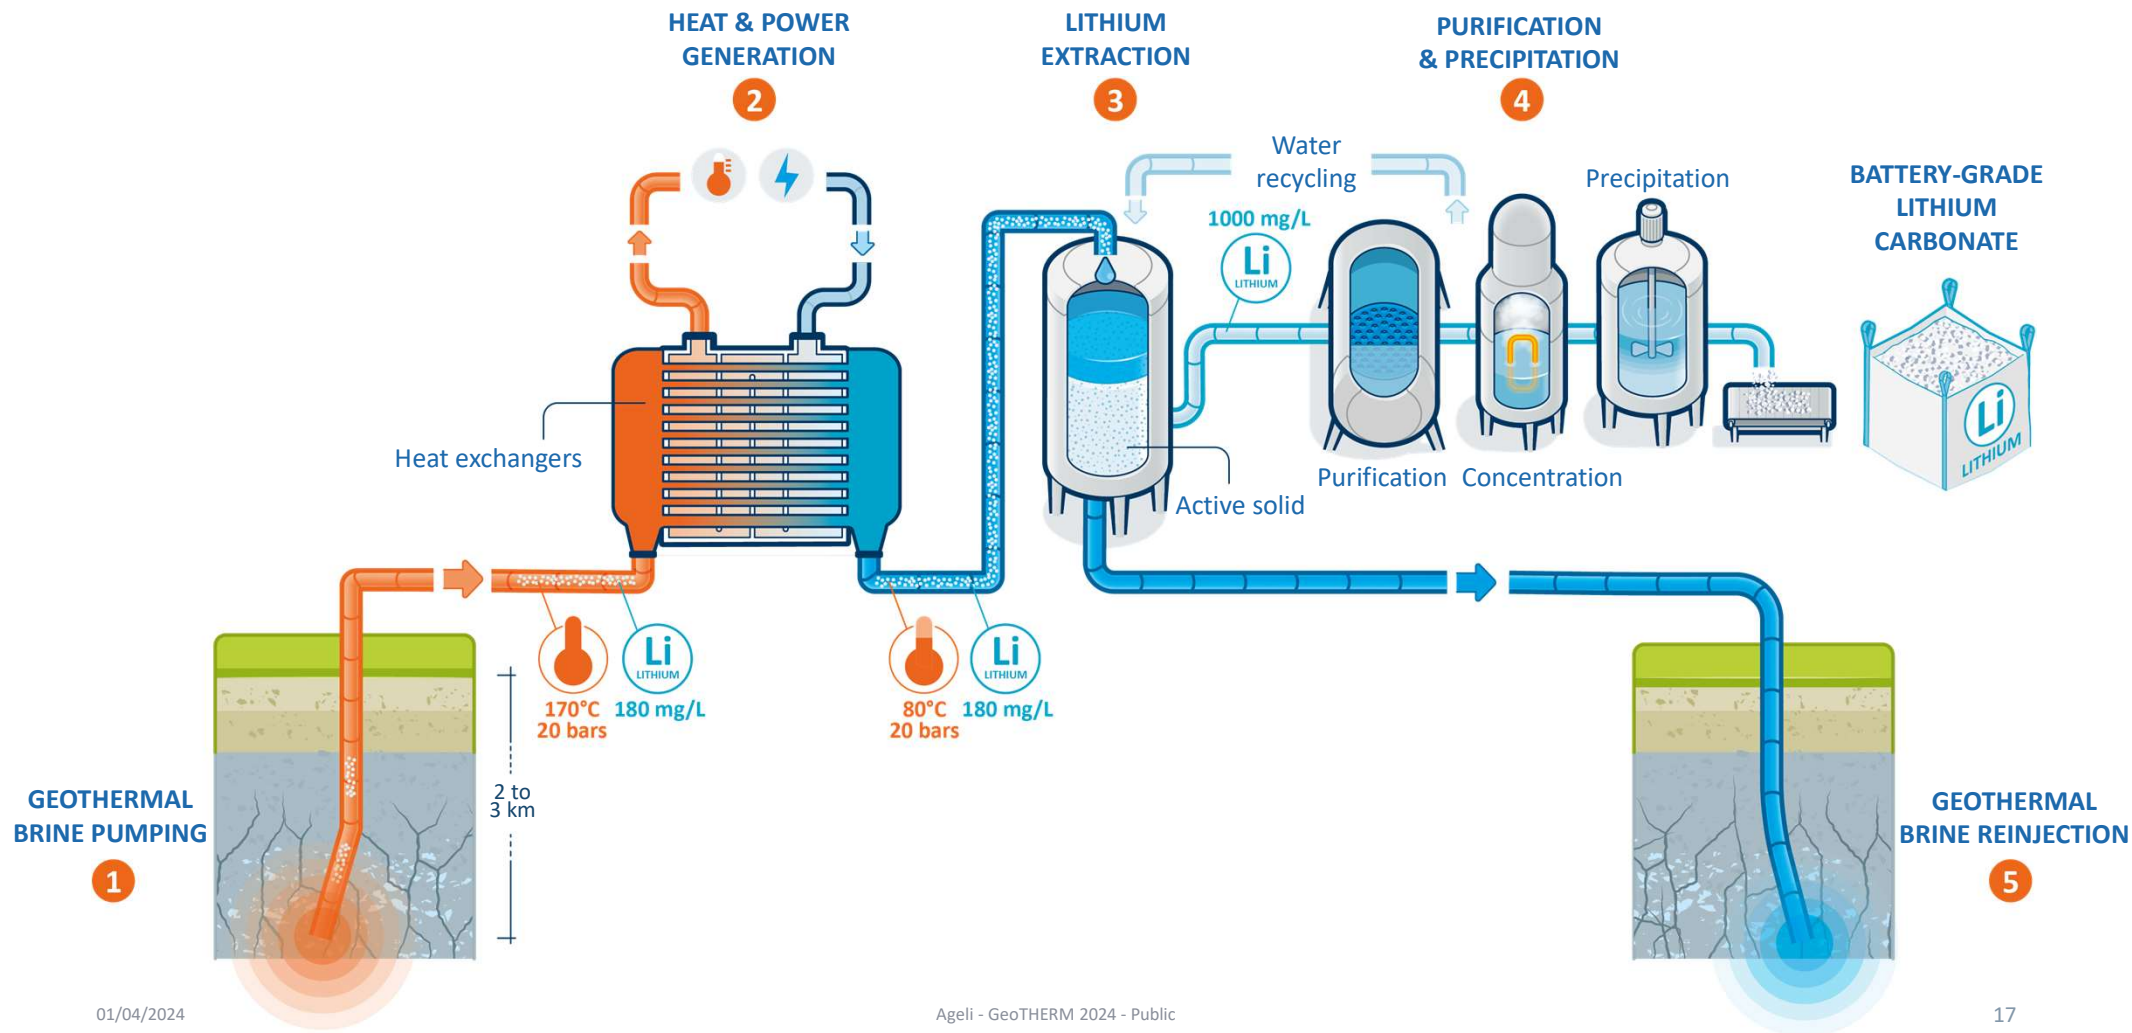 HEAT & POWER
GENERATION
2
LITHIUM
EXTRACTION
3
PURIFICATION
& PRECIPITATION
4
Water
recycling
Precipitation
BATTERY-GRADE
LITHIUM
CARBONATE
1000 mg/L
Li
LITHIUM
Heat exchangers
Li
LITHIUM
Purification
Concentration
Active solid
Li
LITHIUM
170°C
20 bars
180 mg/L
Li
LITHIUM
80°C
20 bars
180 mg/L
2 to
3 km
GEOTHERMAL
BRINE PUMPING
1
GEOTHERMAL
BRINE REINJECTION
5
01/04/2024
Ageli - GeoTHERM 2024 - Public
17